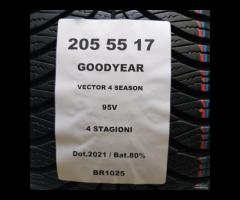 205 55 17
GOODYEAR
VECTOR 4 SEASON
95V
4 STAGIONI
Dot.2021 / Bat.80%
BR1025